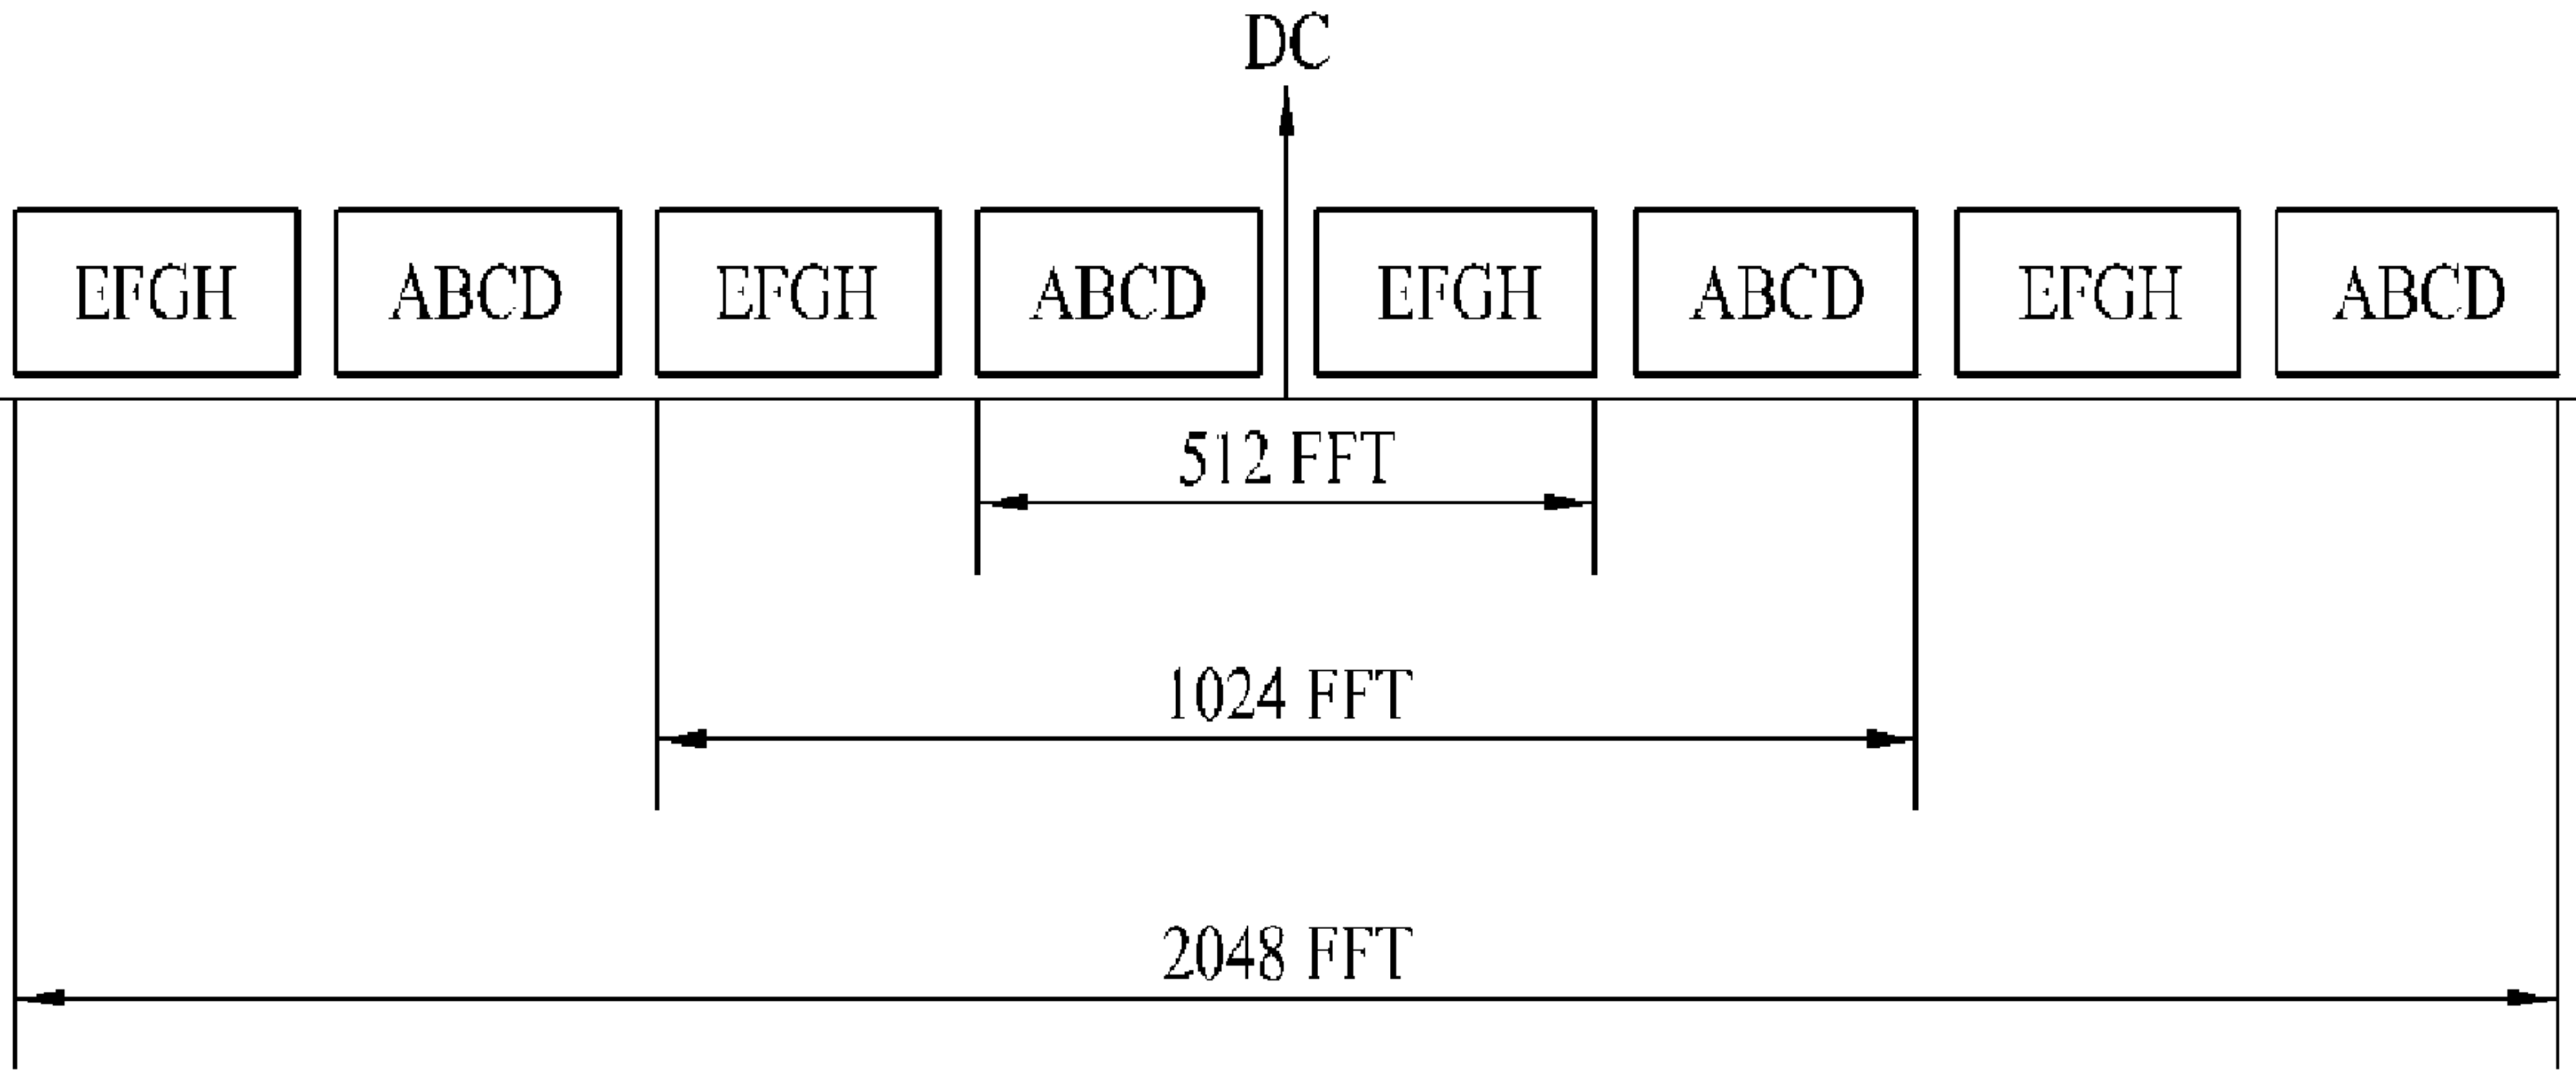 DC
EFGH ABCD EFGH ABCD EFGH ABCD EFGH ABCD
512 FFT
1024 FFT
2048 FFT